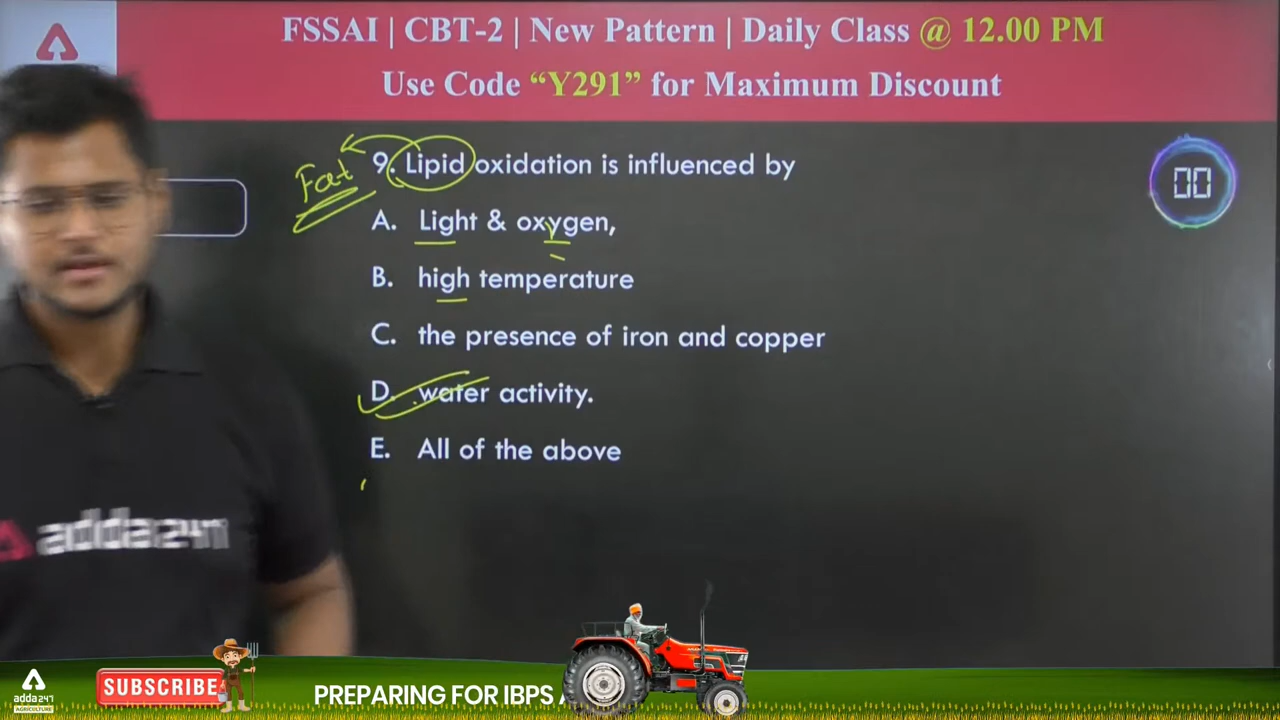 FSSAI | CBT-2 | New Pattern | Daily Class @ 12.00 PM
Use Code “Y291” for Maximum Discount
Fat
9. Lipid oxidation is influenced by
00
A. Light & oxygen,
B. high temperature
C. the presence of iron and copper
D. water activity.
E. All of the above
adda247
adda247
AGRICULTURE
SUBSCRIBE
PREPARING FOR IBPS A